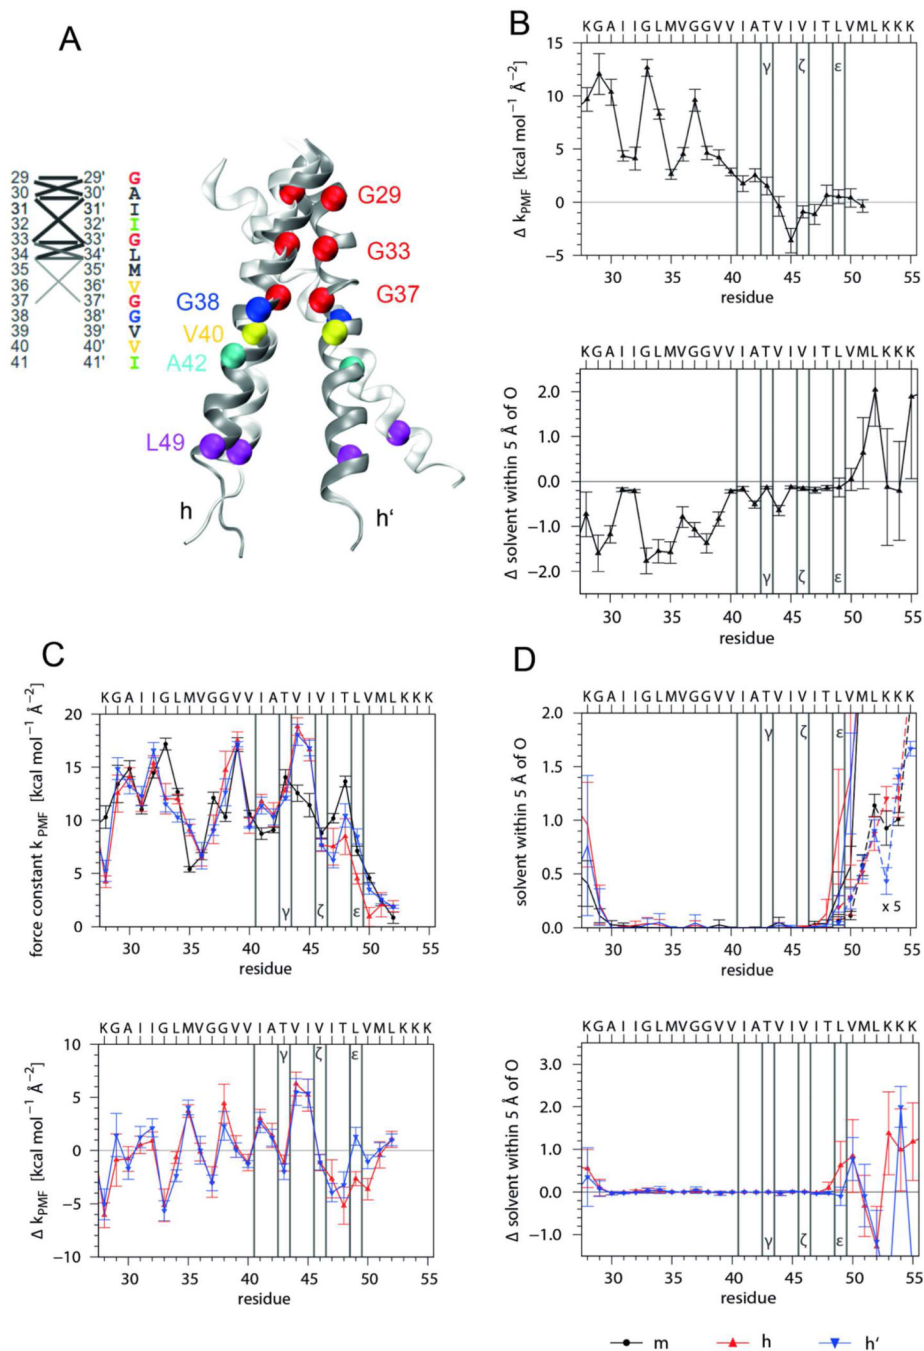 A
29 29' G
30 30' A
31 31' I
32 32' I
33 33' G
34 34' L
35 35' M
36 36' V
37 37' G
38 38' G
39 39' V
40 40' V
41 41' I
G29
G33
G37
G38
V40
A42
L49
h
h'
B
KGAIIGLMVGGVVIATVIVITLVMLKKK
γ ζ ε
15
10
5
0
−5
Δ kPMF [kcal mol−1 Å−2]
30 35 40 45 50 55
residue
KGAIIGLMVGGVVIATVIVITLVMLKKK
2.0
1.0
0.0
−1.0
−2.0
Δ solvent within 5 Å of O
γ ζ ε
30 35 40 45 50 55
residue
C
KGAIIGLMVGGVVIATVIVITLVMLKKK
20
15
10
5
0
force constant kPMF [kcal mol−1 Å−2]
γ ζ ε
30 35 40 45 50 55
residue
KGAIIGLMVGGVVIATVIVITLVMLKKK
γ ζ ε
10
5
0
−5
−10
Δ kPMF [kcal mol−1 Å−2]
30 35 40 45 50 55
residue
D
KGAIIGLMVGGVVIATVIVITLVMLKKK
γ ζ ε
2.0
1.5
1.0
0.5
0.0
solvent within 5 Å of O
x 5
30 35 40 45 50 55
residue
KGAIIGLMVGGVVIATVIVITLVMLKKK
3.0
2.0
1.0
0.0
−1.0
Δ solvent within 5 Å of O
γ ζ ε
30 35 40 45 50 55
residue
m h h'